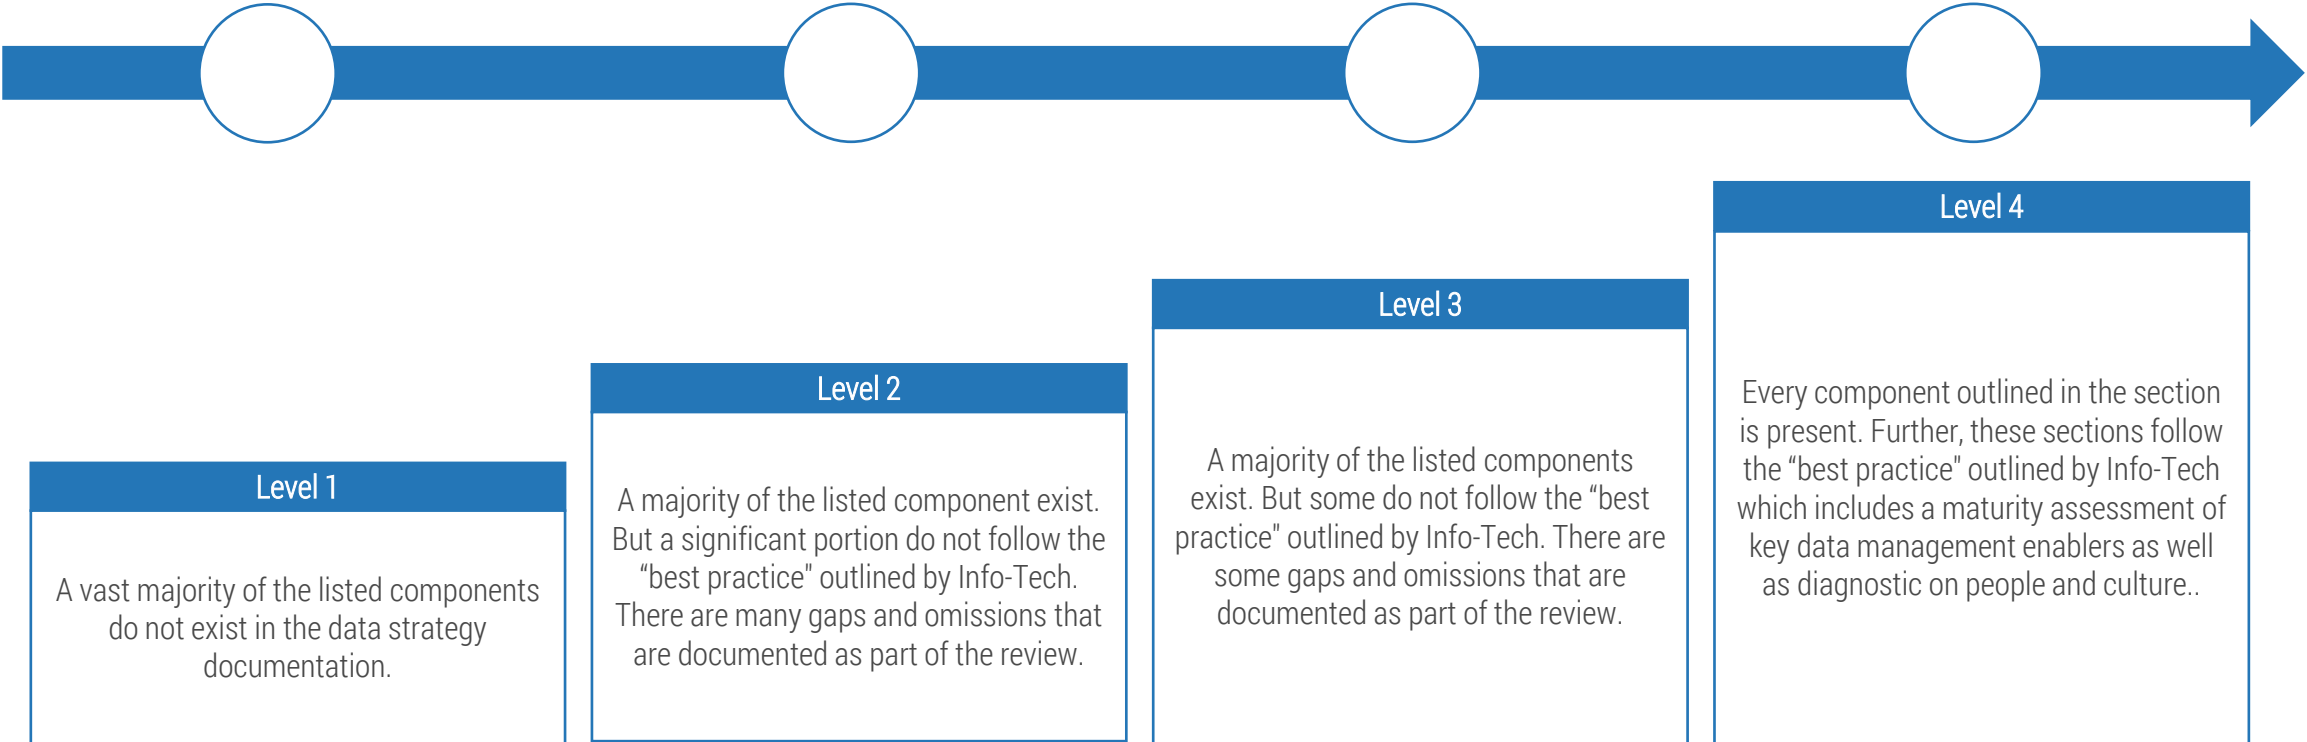 Level 1
A vast majority of the listed components
do not exist in the data strategy
documentation.
Level 2
A majority of the listed component exist.
But a significant portion do not follow the
“best practice" outlined by Info-Tech.
There are many gaps and omissions that
are documented as part of the review.
Level 3
A majority of the listed components
exist. But some do not follow the “best
practice" outlined by Info-Tech. There are
some gaps and omissions that are
documented as part of the review.
Level 4
Every component outlined in the section
is present. Further, these sections follow
the “best practice" outlined by Info-Tech
which includes a maturity assessment of
key data management enablers as well
as diagnostic on people and culture..